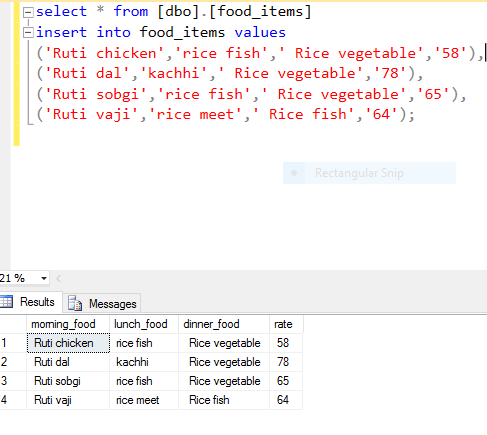 select * from [dbo].[food_items]
insert into food_items values
('Ruti chicken','rice fish',' Rice vegetable','58'),
('Ruti dal','kachhi',' Rice vegetable','78'),
('Ruti sobgi','rice fish',' Rice vegetable','65'),
('Ruti vaji','rice meet',' Rice fish','64');
Rectangular Snip
21 %
Results Messages
morning_food lunch_food dinner_food rate
1 Ruti chicken rice fish Rice vegetable 58
2 Ruti dal kachhi Rice vegetable 78
3 Ruti sobgi rice fish Rice vegetable 65
4 Ruti vaji rice meet Rice fish 64